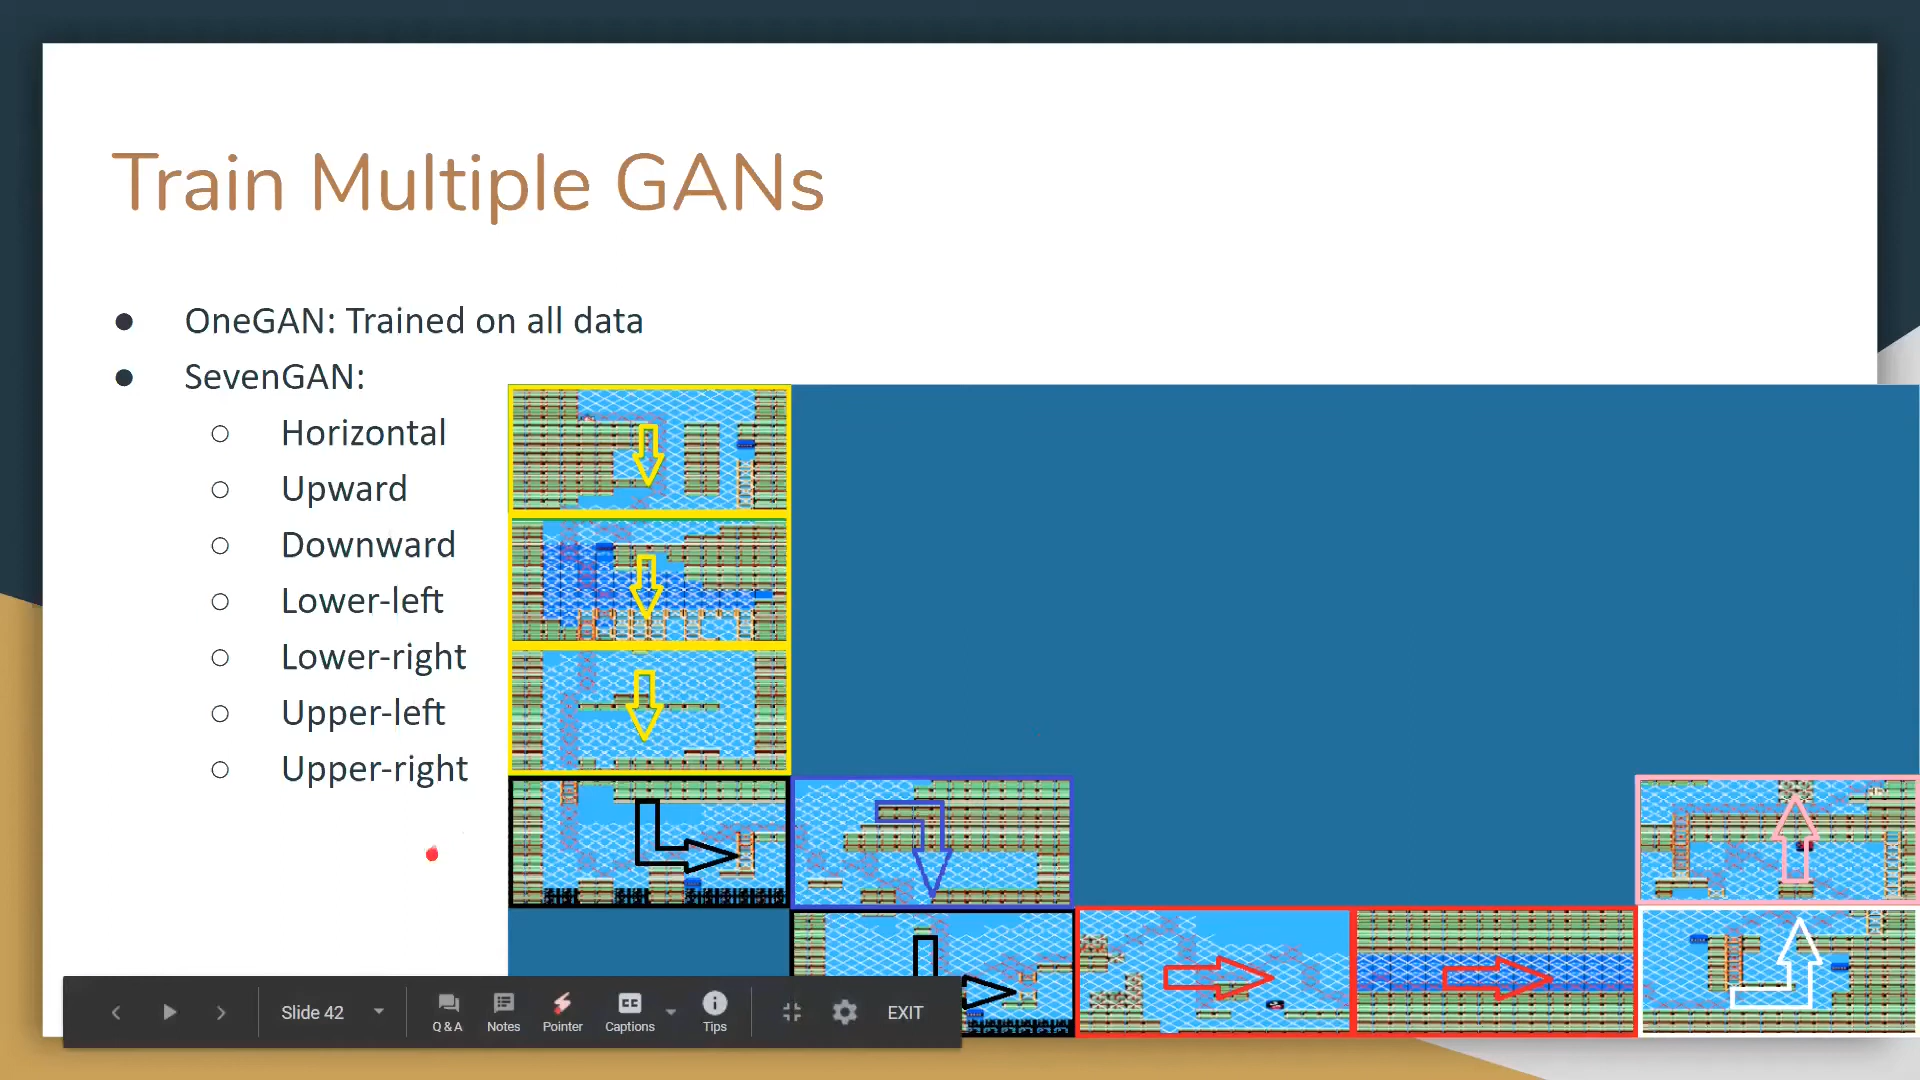 Train Multiple GANs
● OneGAN: Trained on all data
● SevenGAN:
○ Horizontal
○ Upward
○ Downward
○ Lower-left
○ Lower-right
○ Upper-left
○ Upper-right
Slide 42
Q & A
Notes
Pointer
CC
Captions
Tips
EXIT